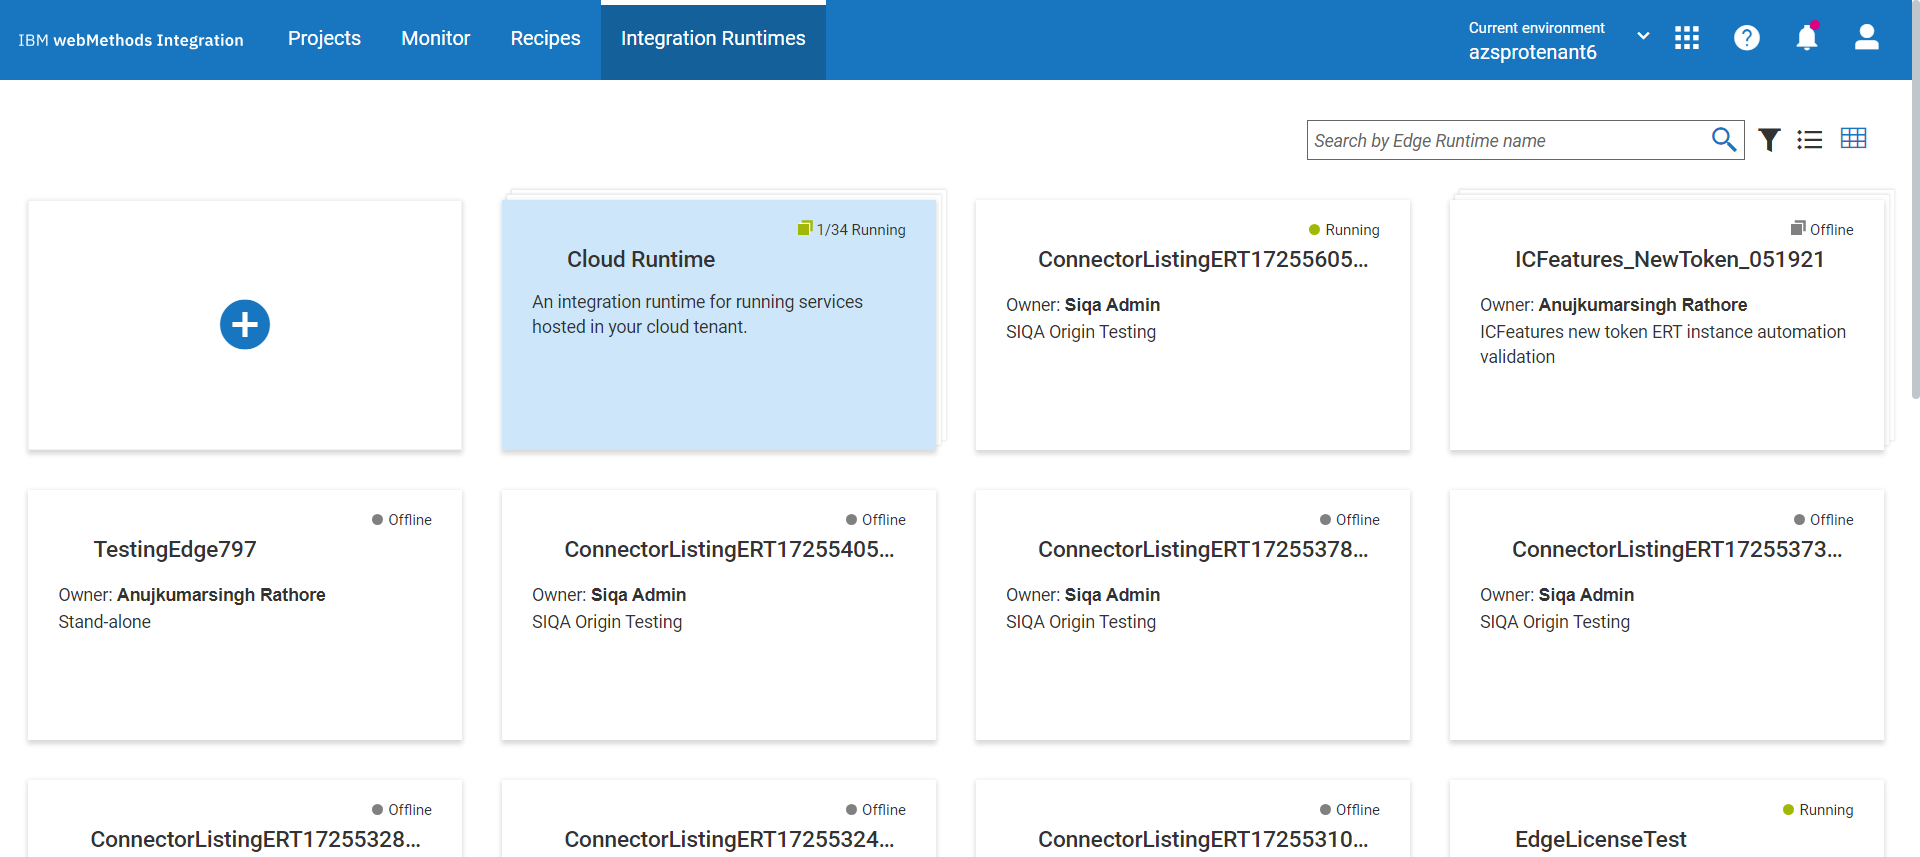 IBM webMethods Integration
Projects
Monitor
Recipes
Integration Runtimes
Current environment
azsprotenant6
Search by Edge Runtime name
1/34 Running
Cloud Runtime
An integration runtime for running services
hosted in your cloud tenant.
Running
ConnectorListingERT17255605...
Owner: Siqa Admin
SIQA Origin Testing
Offline
ICFeatures_NewToken_051921
Owner: Anujkumarsingh Rathore
ICFeatures new token ERT instance automation
validation
Offline
TestingEdge797
Owner: Anujkumarsingh Rathore
Stand-alone
Offline
ConnectorListingERT17255405...
Owner: Siqa Admin
SIQA Origin Testing
Offline
ConnectorListingERT17255378...
Owner: Siqa Admin
SIQA Origin Testing
Offline
ConnectorListingERT17255373...
Owner: Siqa Admin
SIQA Origin Testing
Offline
ConnectorListingERT17255328...
Offline
ConnectorListingERT17255324...
Offline
ConnectorListingERT17255310...
Running
EdgeLicenseTest